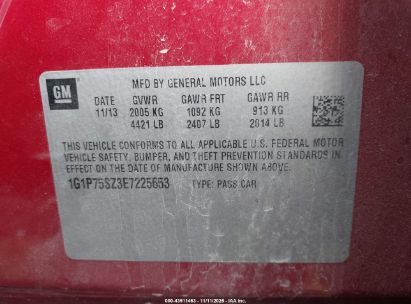 GM
MFD BY GENERAL MOTORS LLC
DATE GVWR GAWR FRT GAWR RR
11/13 2005 KG 1092 KG 913 KG
4421 LB 2407 LB 2014 LB
THIS VEHICLE CONFORMS TO ALL APPLICABLE U.S. FEDERAL MOTOR
VEHICLE SAFETY, BUMPER, AND THEFT PREVENTION STANDARDS IN
EFFECT ON THE DATE OF MANUFACTURE SHOWN ABOVE.
1G1P75SZ3E7225653 TYPE: PASS CAR